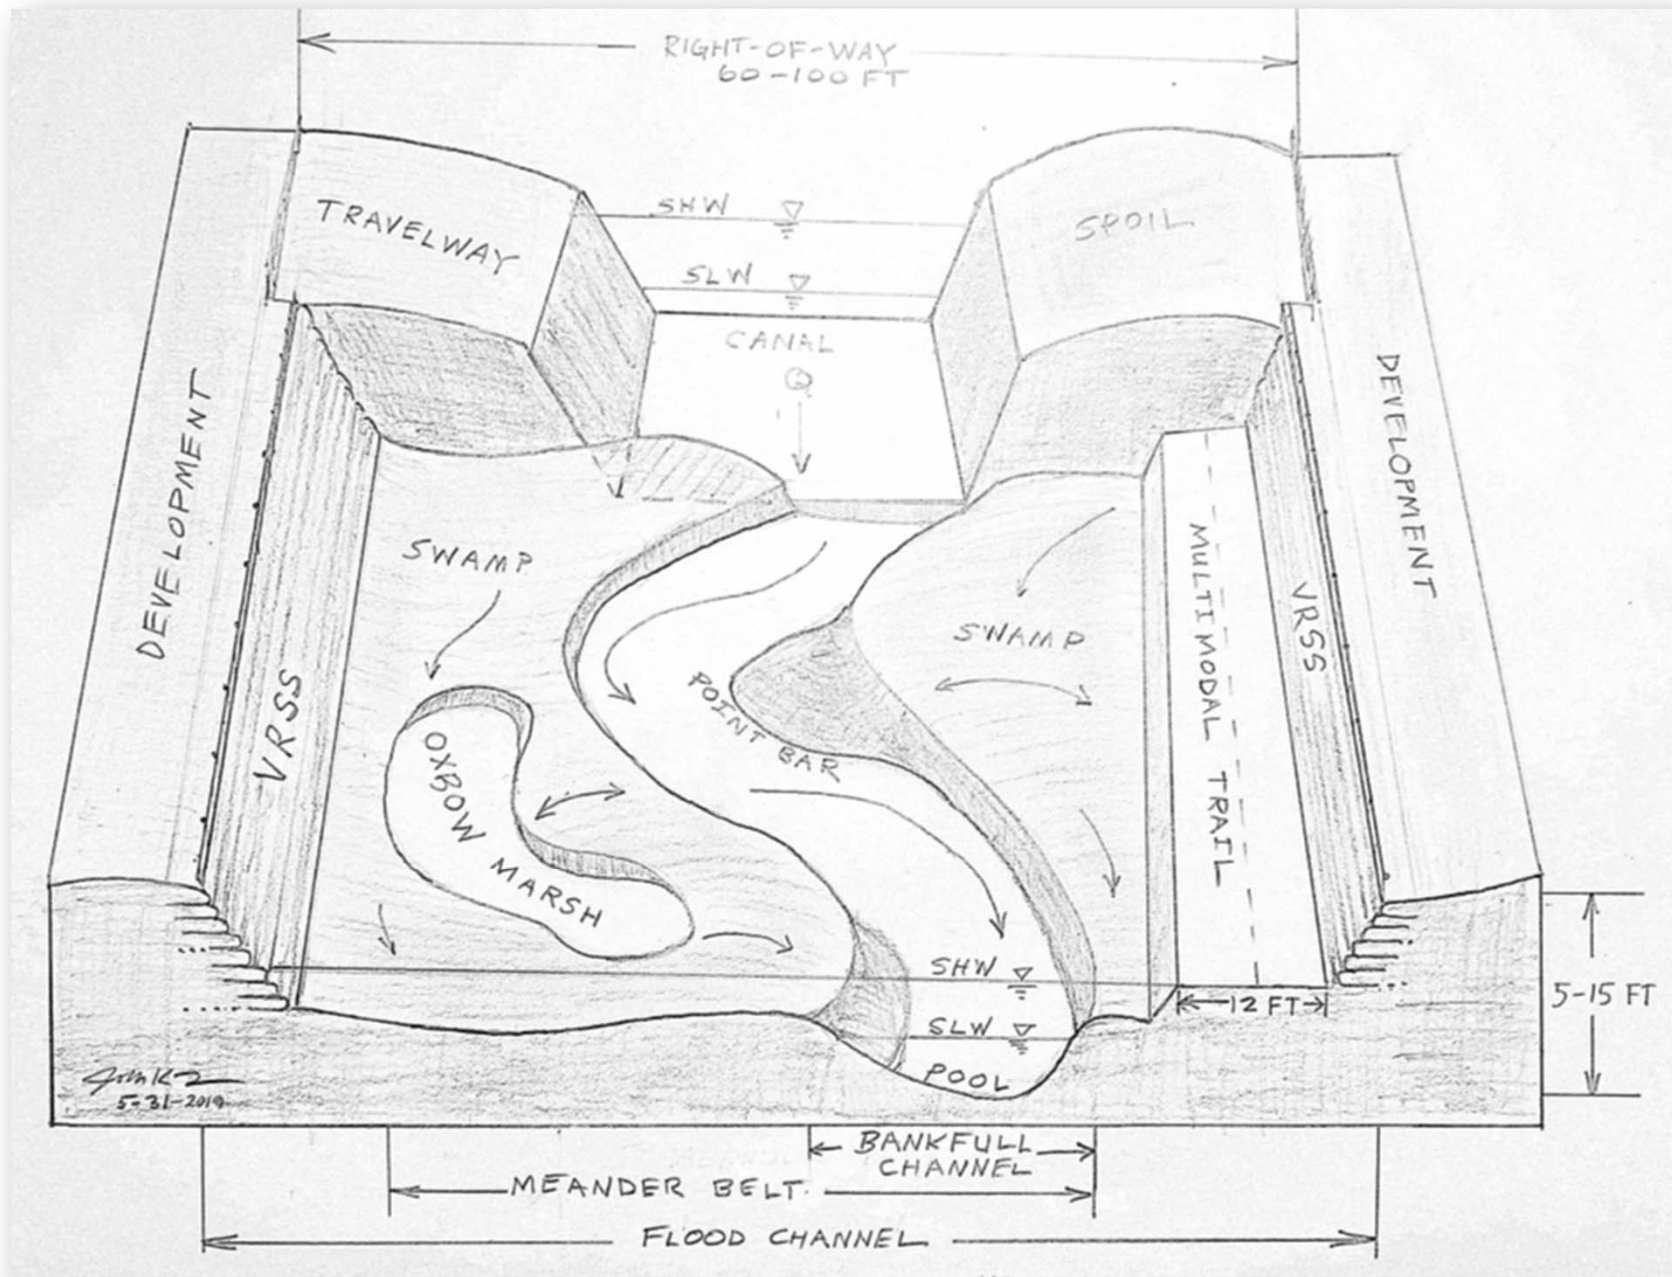 RIGHT-OF-WAY
60-100 FT
TRAVELWAY
SHW
SPOIL
SLW
CANAL
Q
DEVELOPMENT
DEVELOPMENT
SWAMP
SWAMP
MULTIMODAL TRAIL
VRSS
VRSS
POINT BAR
OXBOW MARSH
SHW
12 FT
5-15 FT
SLW
POOL
5-31-2019
BANKFULL
CHANNEL
MEANDER BELT
FLOOD CHANNEL